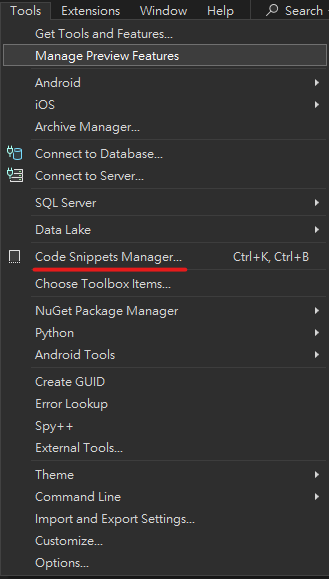 Tools Extensions Window Help Search
Get Tools and Features...
Manage Preview Features
Android
iOS
Archive Manager...
Connect to Database...
Connect to Server...
SQL Server
Data Lake
Code Snippets Manager... Ctrl+K, Ctrl+B
Choose Toolbox Items...
NuGet Package Manager
Python
Android Tools
Create GUID
Error Lookup
Spy++
External Tools...
Theme
Command Line
Import and Export Settings...
Customize...
Options...